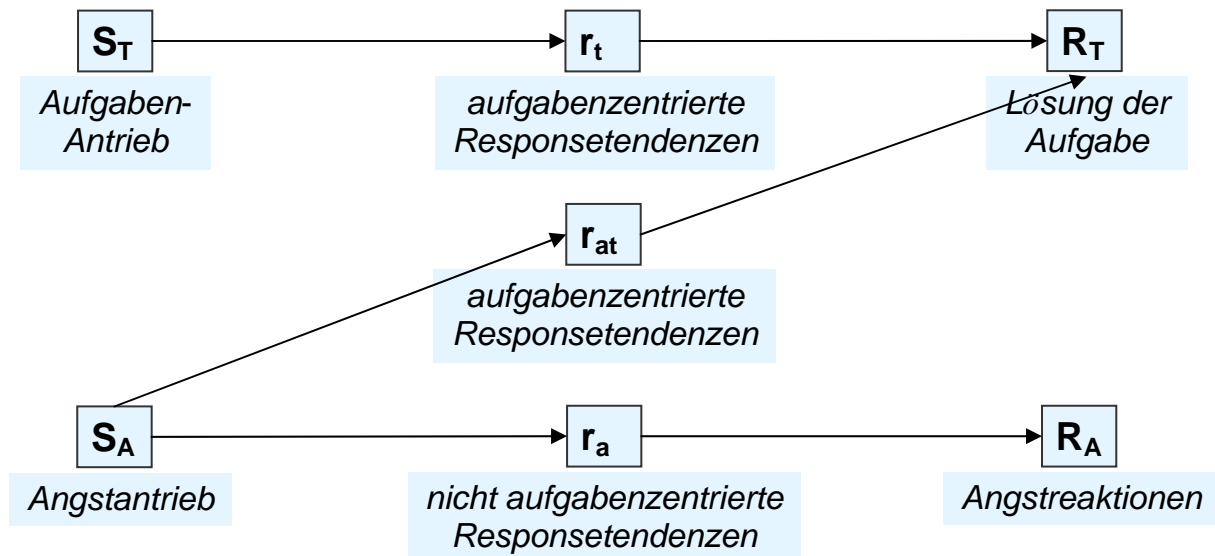 S_T r_t R_T
Aufgaben- aufgabenzentrierte Lösung der
Antrieb Responsetendenzen Aufgabe
r_at
aufgabenzentrierte
Responsetendenzen
S_A r_a R_A
Angstantrieb nicht aufgabenzentrierte Angstreaktionen
Responsetendenzen